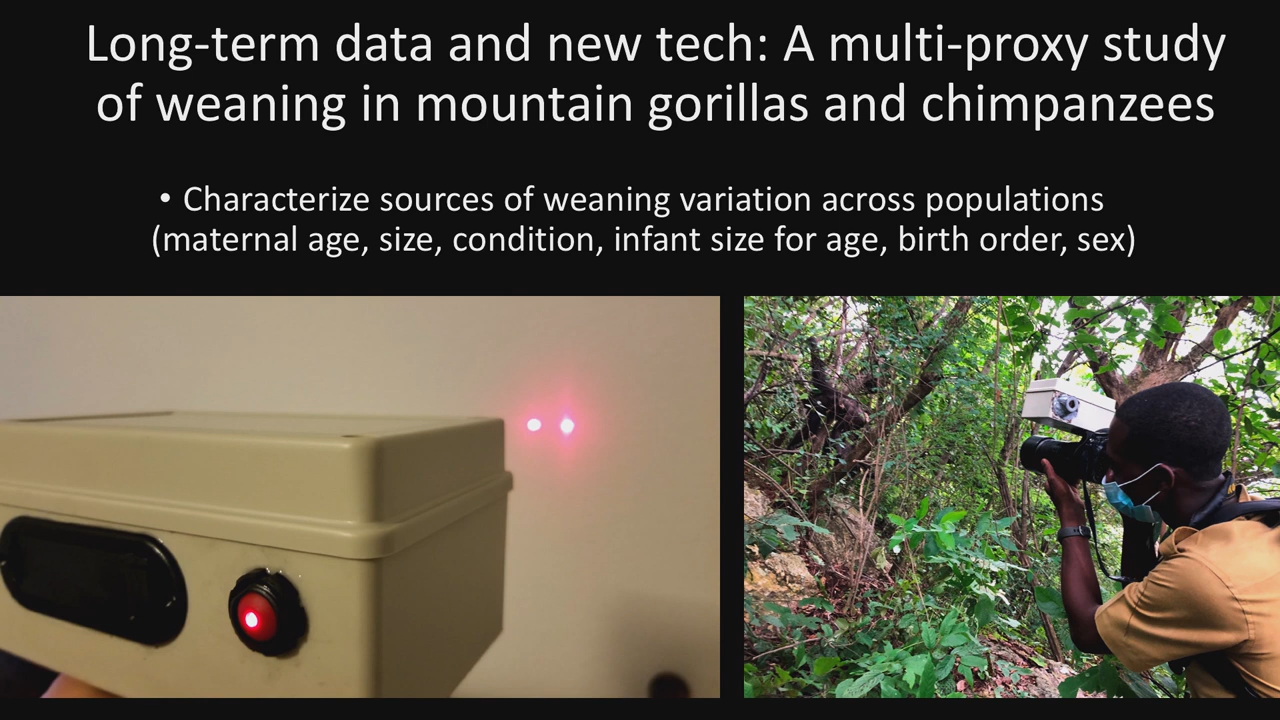 Long-term data and new tech: A multi-proxy study
of weaning in mountain gorillas and chimpanzees
• Characterize sources of weaning variation across populations
(maternal age, size, condition, infant size for age, birth order, sex)